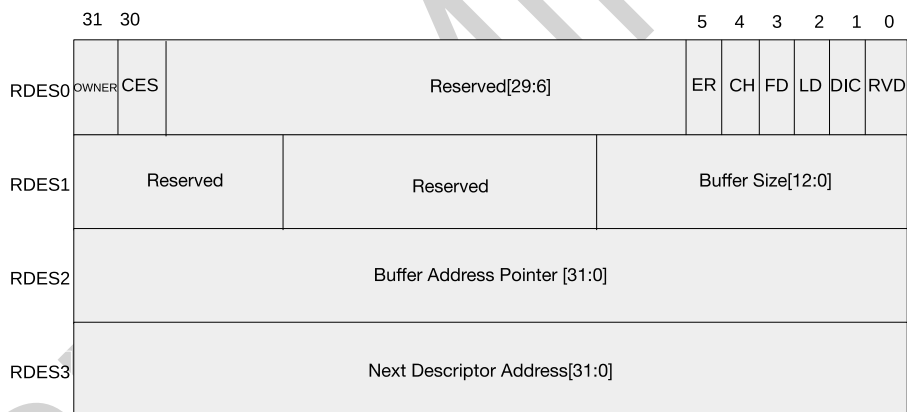 31 30 5 4 3 2 1 0
RDES0 OWNER CES Reserved[29:6] ER CH FD LD DIC RVD
RDES1 Reserved Reserved Buffer Size[12:0]
RDES2 Buffer Address Pointer [31:0]
RDES3 Next Descriptor Address[31:0]